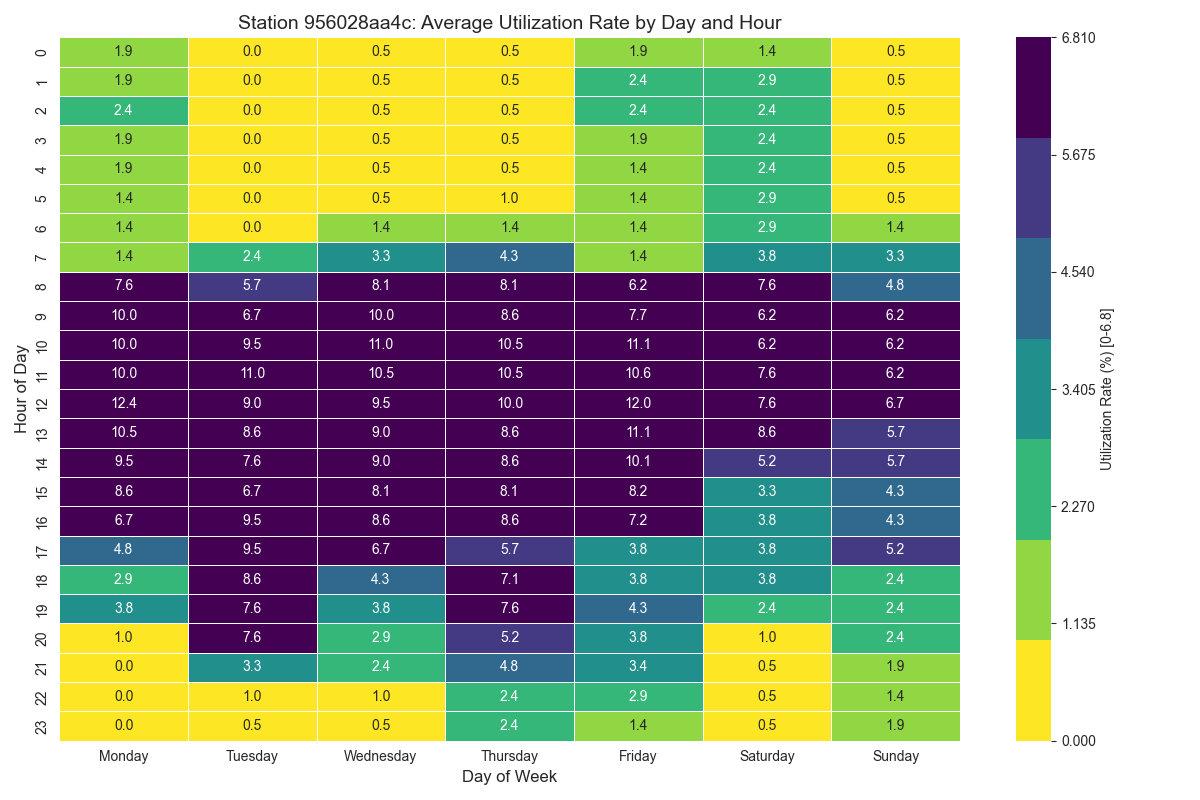 Station 956028aa4c: Average Utilization Rate by Day and Hour
0 1.9 0.0 0.5 0.5 1.9 1.4 0.5
1 1.9 0.0 0.5 0.5 2.4 2.9 0.5
2 2.4 0.0 0.5 0.5 2.4 2.4 0.5
3 1.9 0.0 0.5 0.5 1.9 2.4 0.5
4 1.9 0.0 0.5 0.5 1.4 2.4 0.5
5 1.4 0.0 0.5 1.0 1.4 2.9 0.5
6 1.4 0.0 1.4 1.4 1.4 2.9 1.4
7 1.4 2.4 3.3 4.3 1.4 3.8 3.3
8 7.6 5.7 8.1 8.1 6.2 7.6 4.8
9 10.0 6.7 10.0 8.6 7.7 6.2 6.2
10 10.0 9.5 11.0 10.5 11.1 6.2 6.2
11 10.0 11.0 10.5 10.5 10.6 7.6 6.2
12 12.4 9.0 9.5 10.0 12.0 7.6 6.7
13 10.5 8.6 9.0 8.6 11.1 8.6 5.7
14 9.5 7.6 9.0 8.6 10.1 5.2 5.7
15 8.6 6.7 8.1 8.1 8.2 3.3 4.3
16 6.7 9.5 8.6 8.6 7.2 3.8 4.3
17 4.8 9.5 6.7 5.7 3.8 3.8 5.2
18 2.9 8.6 4.3 7.1 3.8 3.8 2.4
19 3.8 7.6 3.8 7.6 4.3 2.4 2.4
20 1.0 7.6 2.9 5.2 3.8 1.0 2.4
21 0.0 3.3 2.4 4.8 3.4 0.5 1.9
22 0.0 1.0 1.0 2.4 2.9 0.5 1.4
23 0.0 0.5 0.5 2.4 1.4 0.5 1.9
Monday Tuesday Wednesday Thursday Friday Saturday Sunday
Day of Week
Hour of Day
6.810
5.675
4.540
3.405
2.270
1.135
0.000
Utilization Rate (%) [0-6.8]